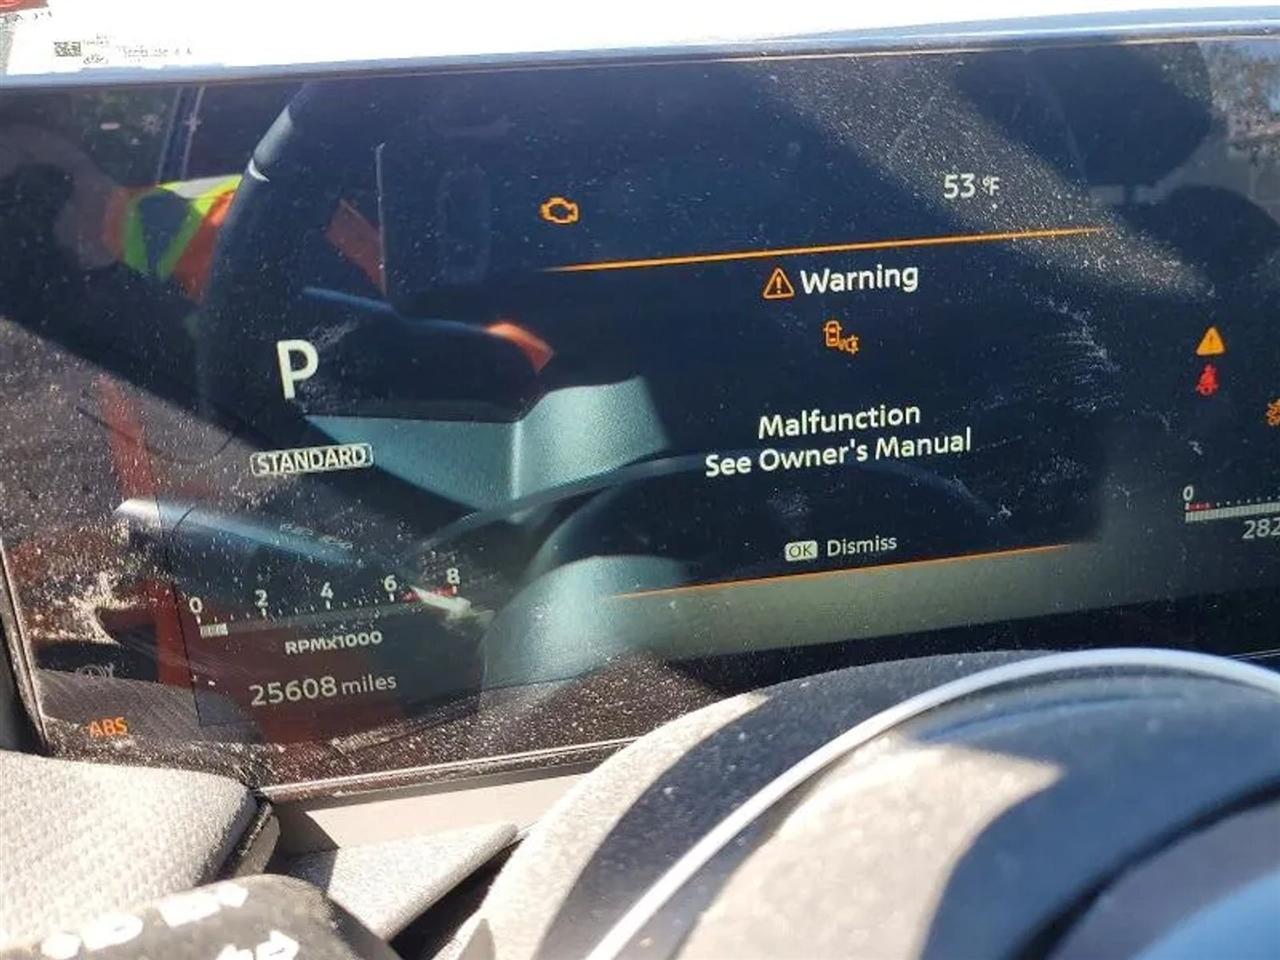 53 °F
Warning
P
Malfunction
See Owner's Manual
STANDARD
OK Dismiss
0 2 4 6 8
RPMx1000
25608 miles
0
282
ABS